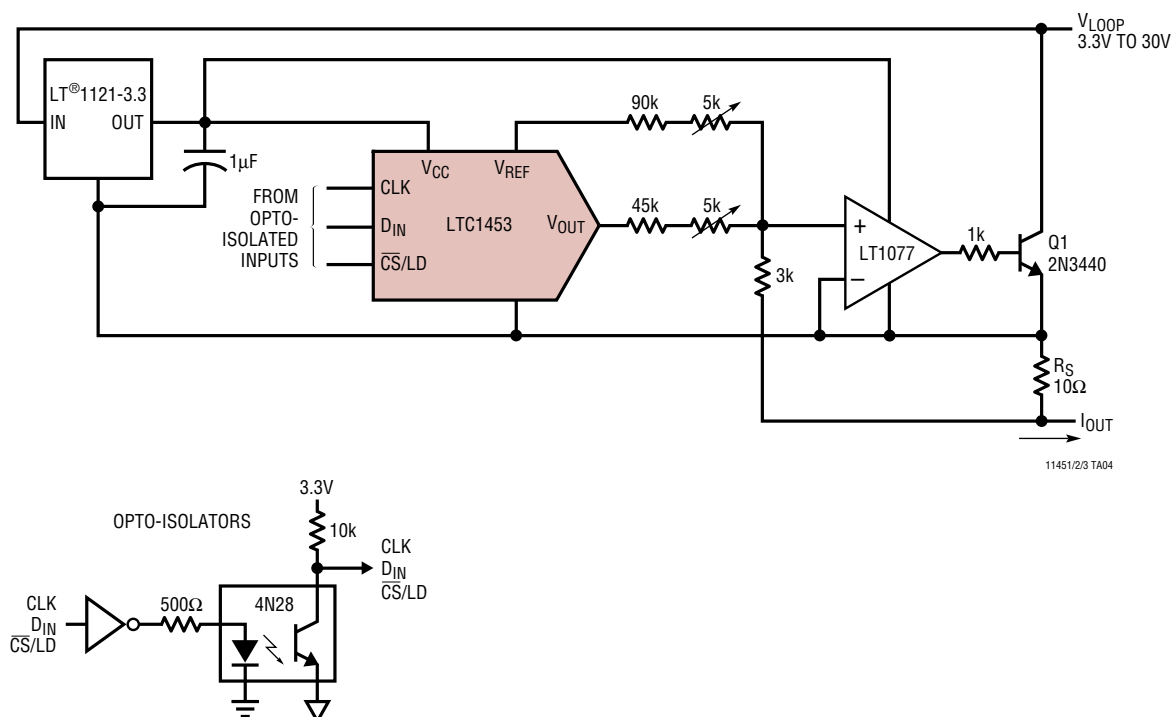 VLOOP
3.3V TO 30V
LT®1121-3.3
IN
OUT
1µF
90k
5k
FROM
OPTO-
ISOLATED
INPUTS
VCC
VREF
CLK
DIN
CS/LD
LTC1453
VOUT
45k
5k
3k
+
−
LT1077
1k
Q1
2N3440
RS
10Ω
IOUT
11451/2/3 TA04
OPTO-ISOLATORS
3.3V
10k
CLK
DIN
CS/LD
CLK
DIN
CS/LD
500Ω
4N28